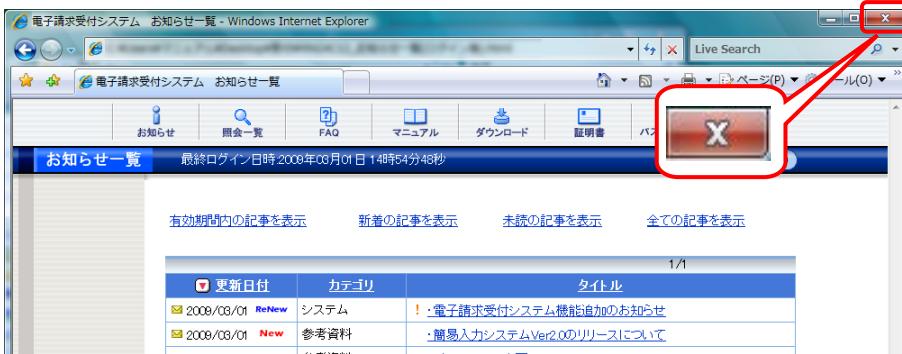 電子請求受付システム お知らせ一覧 - Windows Internet Explorer
Live Search
電子請求受付システム お知らせ一覧
ページ(P)
ール(O)
お知らせ 照会一覧 FAQ マニュアル ダウンロード 証明書 パス
お知らせ一覧 最終ログイン日時:2009年03月01日 14時54分48秒
有効期間内の記事を表示 新着の記事を表示 未読の記事を表示 全ての記事を表示
1/1
更新日付 カテゴリ タイトル
2009/03/01 ReNew システム ! ・電子請求受付システム機能追加のお知らせ
2009/03/01 New 参考資料 ・簡易入力システムVer2.0のリリースについて